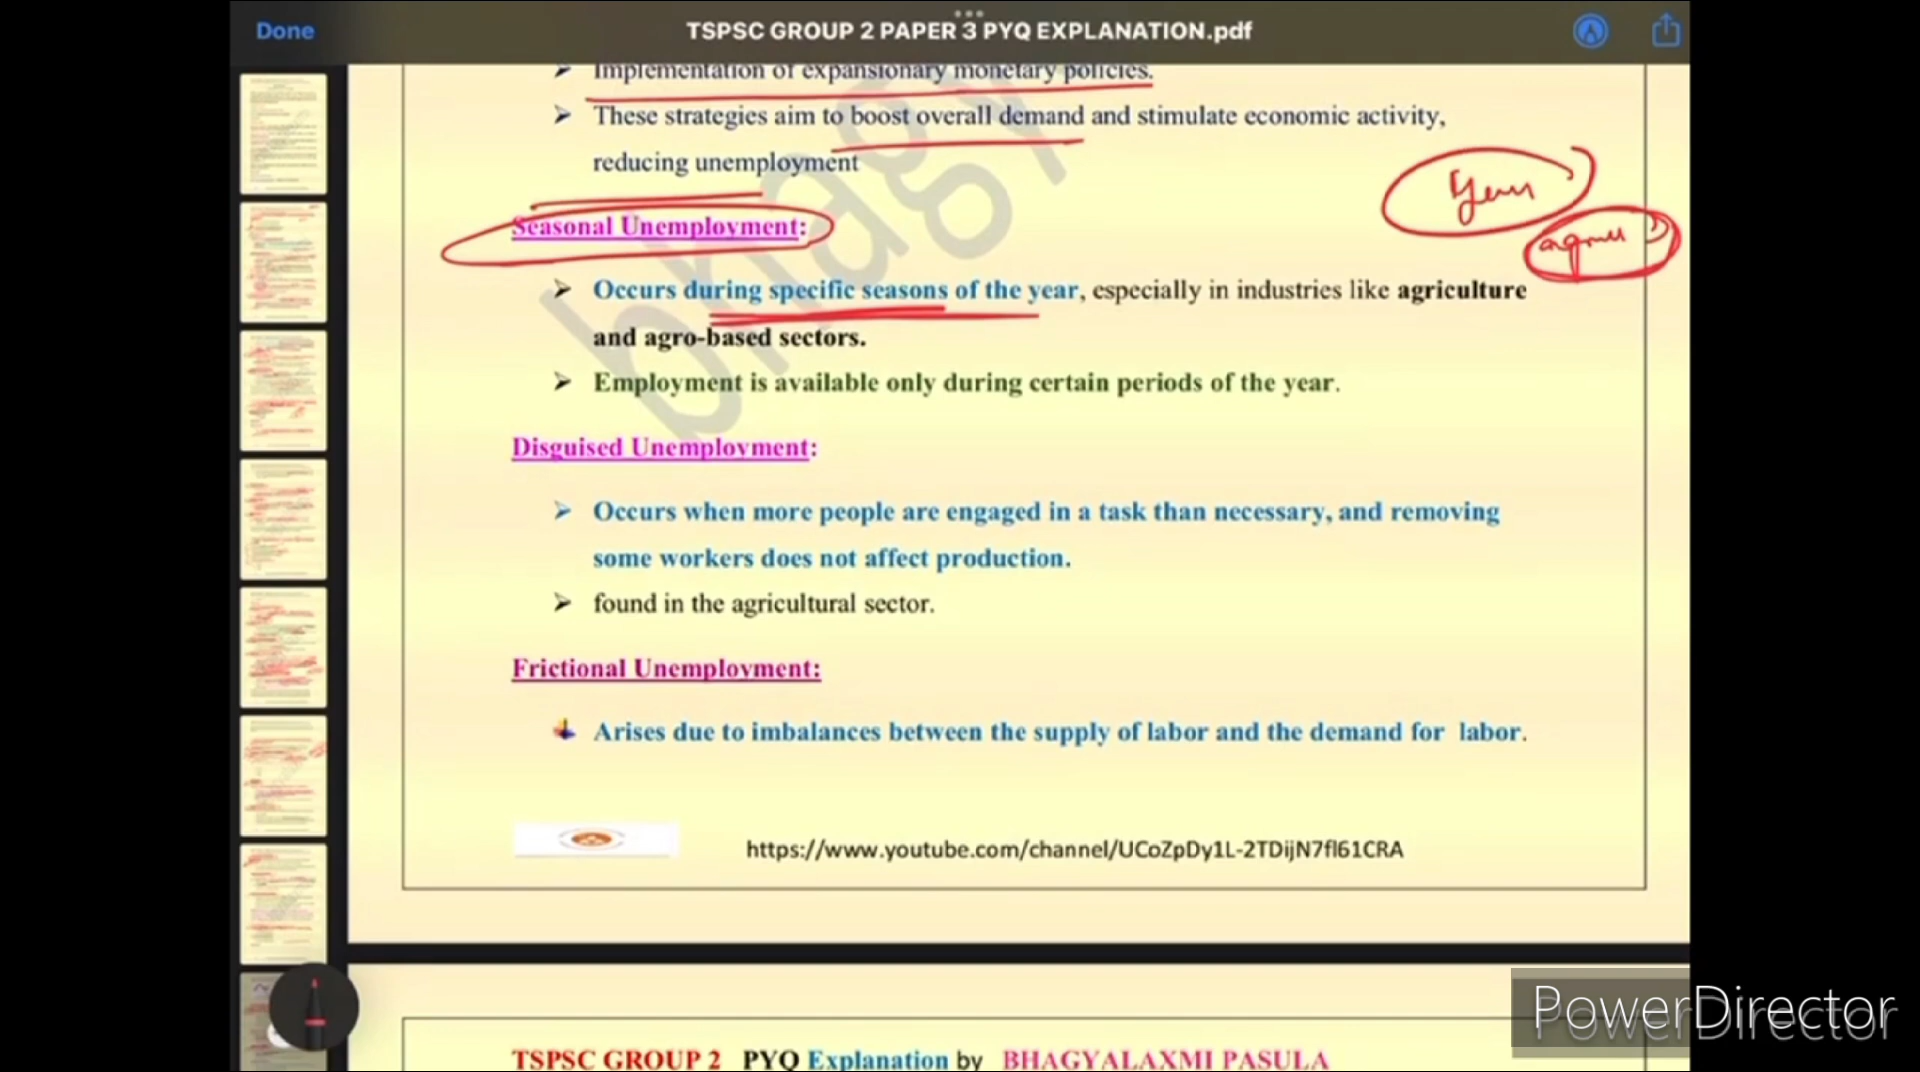 Done
TSPSC GROUP 2 PAPER 3 PYQ EXPLANATION.pdf
➢ Implementation of expansionary monetary policies.
➢ These strategies aim to boost overall demand and stimulate economic activity,
reducing unemployment
Year
Seasonal Unemployment:
➢ Occurs during specific seasons of the year, especially in industries like agriculture
and agro-based sectors.
➢ Employment is available only during certain periods of the year.
Disguised Unemployment:
➢ Occurs when more people are engaged in a task than necessary, and removing
some workers does not affect production.
➢ found in the agricultural sector.
Frictional Unemployment:
Arises due to imbalances between the supply of labor and the demand for labor.
https://www.youtube.com/channel/UCoZpDy1L-2TDijN7fl61CRA
TSPSC GROUP 2 PYQ Explanation by BHAGYALAXMI PASULA
bhagy
PowerDirector